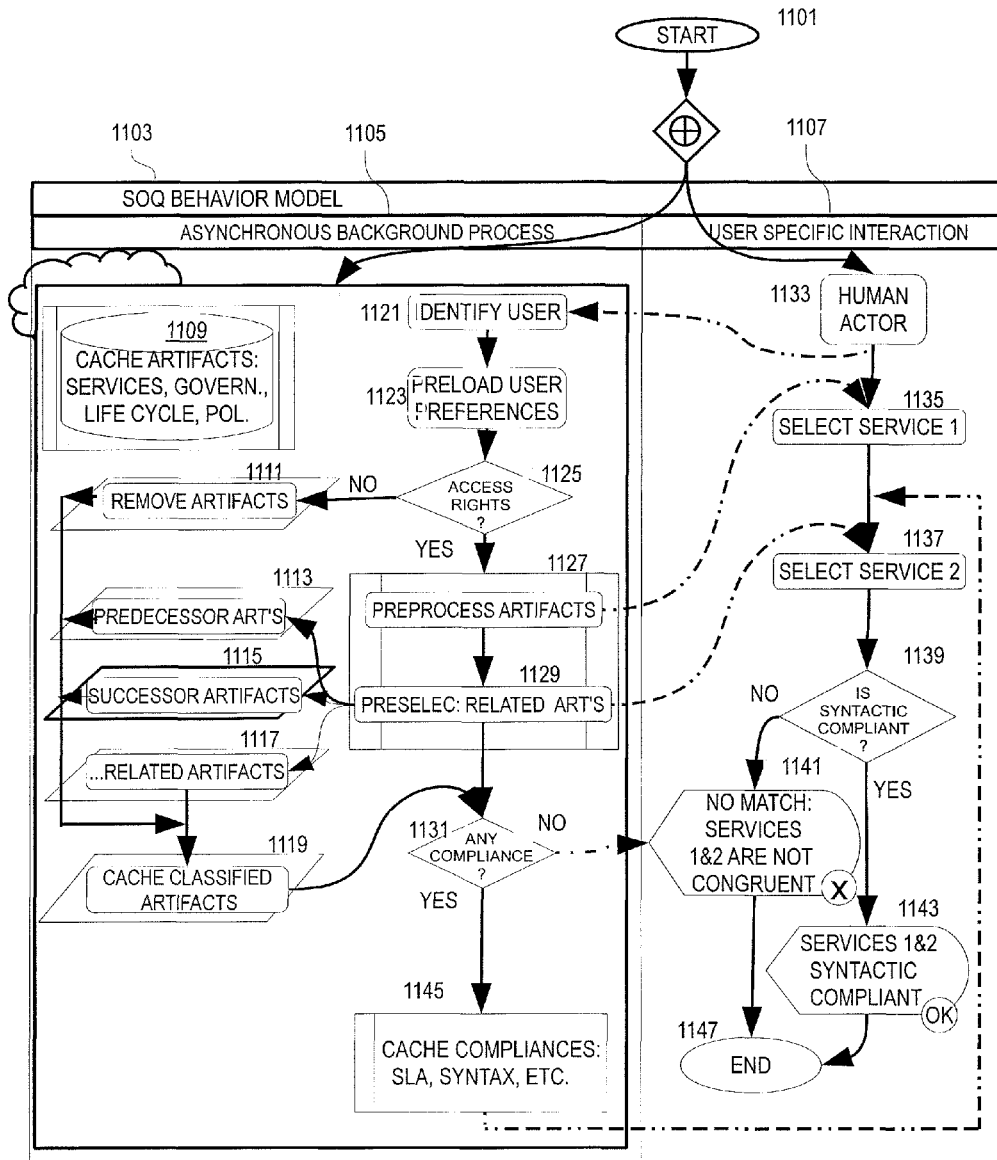 1101
START
1103
1105
1107
SOQ BEHAVIOR MODEL
ASYNCHRONOUS BACKGROUND PROCESS
USER SPECIFIC INTERACTION
1109
CACHE ARTIFACTS:
SERVICES, GOVERN.,
LIFE CYCLE, POL.
1121
IDENTIFY USER
1133
HUMAN
ACTOR
1123
PRELOAD USER
PREFERENCES
1135
SELECT SERVICE 1
1111
REMOVE ARTIFACTS
NO
1125
ACCESS
RIGHTS
?
YES
1137
SELECT SERVICE 2
1127
PREPROCESS ARTIFACTS
1113
PREDECESSOR ART'S
1115
SUCCESSOR ARTIFACTS
1129
PRESELEC: RELATED ART'S
1139
NO
IS
SYNTACTIC
COMPLIANT
?
YES
1117
...RELATED ARTIFACTS
1141
NO MATCH:
SERVICES
1&2 ARE NOT
CONGRUENT
X
1119
CACHE CLASSIFIED
ARTIFACTS
1131
ANY
COMPLIANCE
?
NO
YES
1143
SERVICES 1&2
SYNTACTIC
COMPLIANT
OK
1145
CACHE COMPLIANCES:
SLA, SYNTAX, ETC.
1147
END